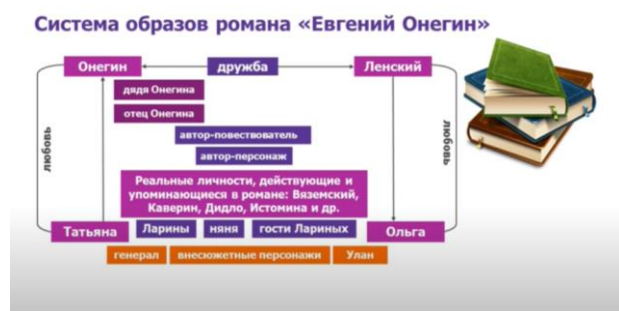 Система образов романа «Евгений Онегин»
Онегин дружба Ленский
дядя Онегина
отец Онегина
любовь
любовь
автор-повествователь
автор-персонаж
Реальные личности, действующие и
упоминающиеся в романе: Вяземский,
Каверин, Дидло, Истомина и др.
Татьяна Ларины няня гости Лариных Ольга
генерал внесюжетные персонажи Улан